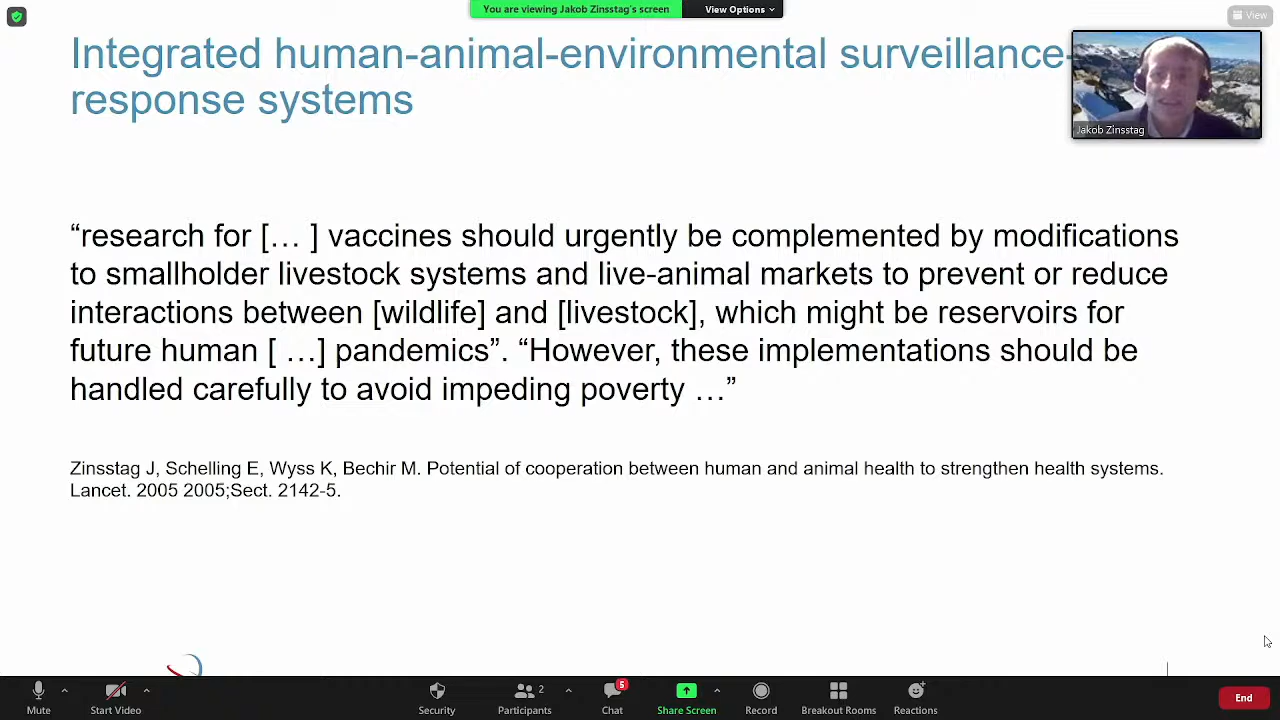 You are viewing Jakob Zinsstag's screen
View Options
View
Integrated human-animal-environmental surveillance-
response systems
Jakob Zinsstag
“research for [… ] vaccines should urgently be complemented by modifications
to smallholder livestock systems and live-animal markets to prevent or reduce
interactions between [wildlife] and [livestock], which might be reservoirs for
future human [ …] pandemics”. “However, these implementations should be
handled carefully to avoid impeding poverty …”
Zinsstag J, Schelling E, Wyss K, Bechir M. Potential of cooperation between human and animal health to strengthen health systems.
Lancet. 2005 2005;Sect. 2142-5.
Mute
Start Video
Security
Participants 2
Chat 5
Share Screen
Record
Breakout Rooms
Reactions
End